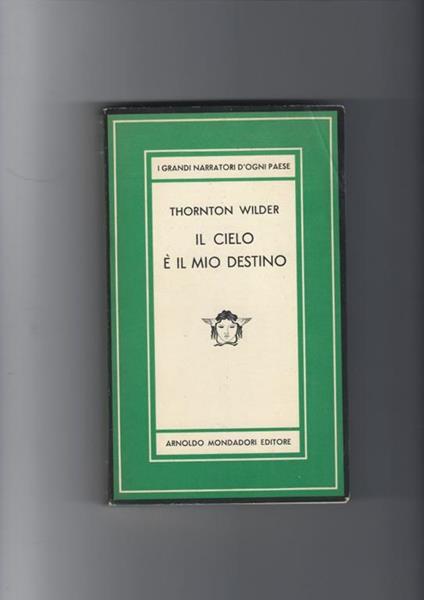 I GRANDI NARRATORI D'OGNI PAESE
THORNTON WILDER
IL CIELO
È IL MIO DESTINO
ARNOLDO MONDADORI EDITORE